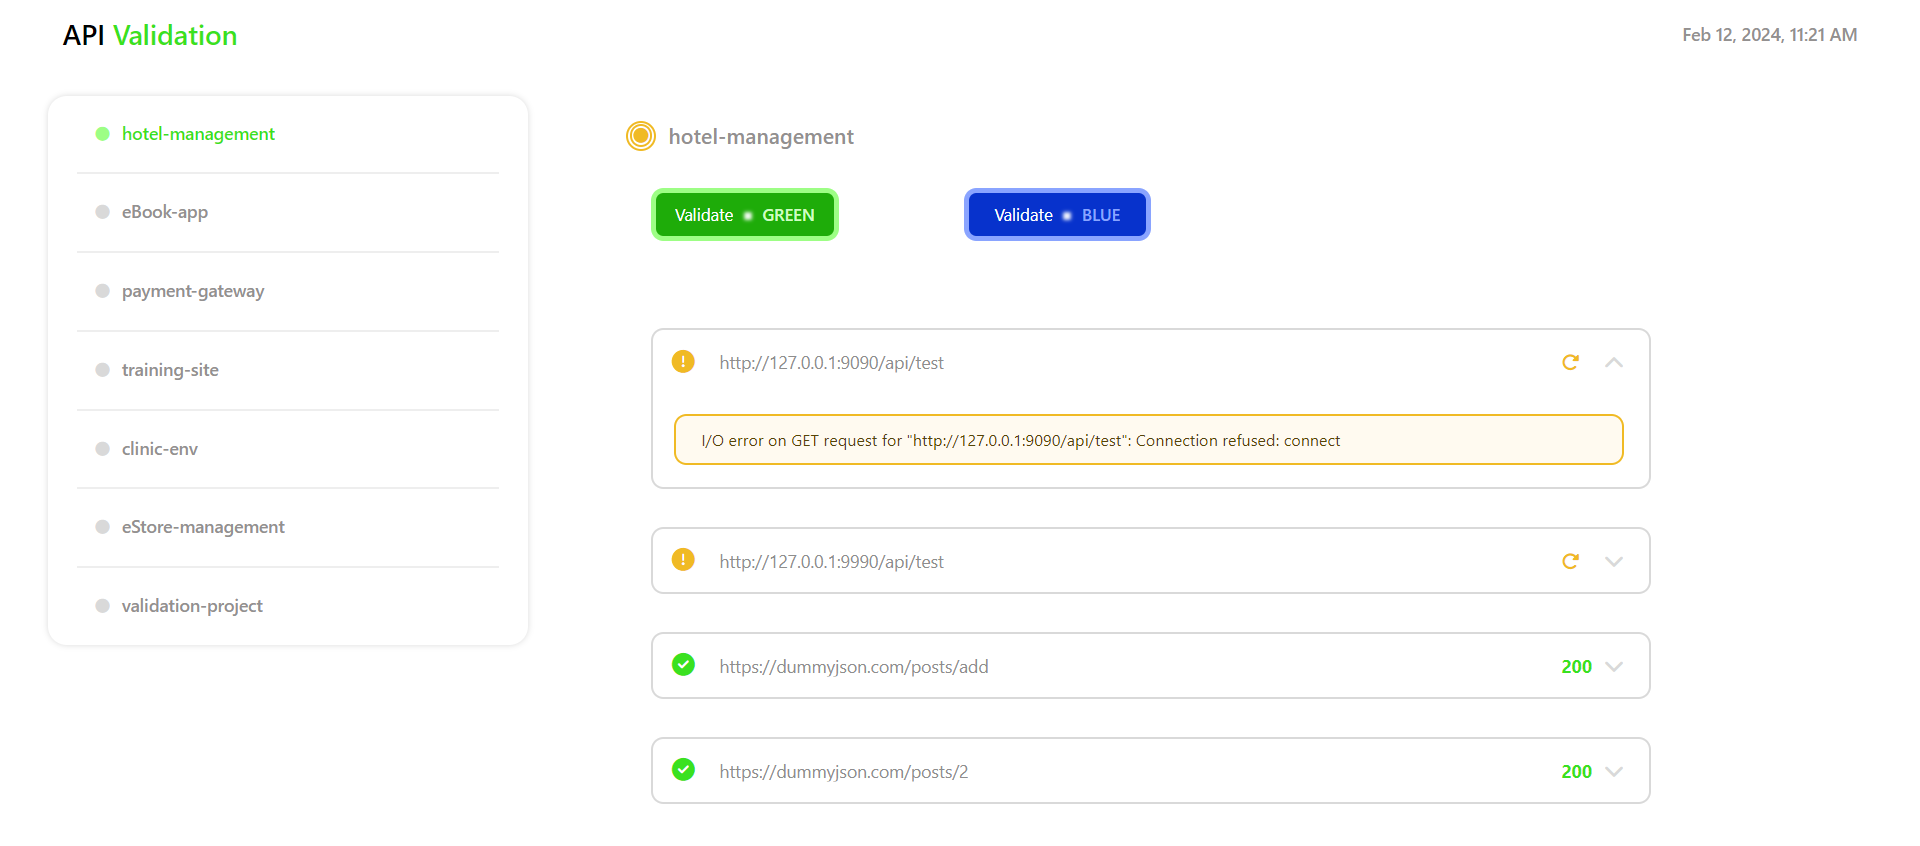 API Validation
Feb 12, 2024, 11:21 AM
hotel-management
eBook-app
payment-gateway
training-site
clinic-env
eStore-management
validation-project
hotel-management
Validate GREEN
Validate BLUE
http://127.0.0.1:9090/api/test
I/O error on GET request for "http://127.0.0.1:9090/api/test": Connection refused: connect
http://127.0.0.1:9990/api/test
https://dummyjson.com/posts/add 200
https://dummyjson.com/posts/2 200